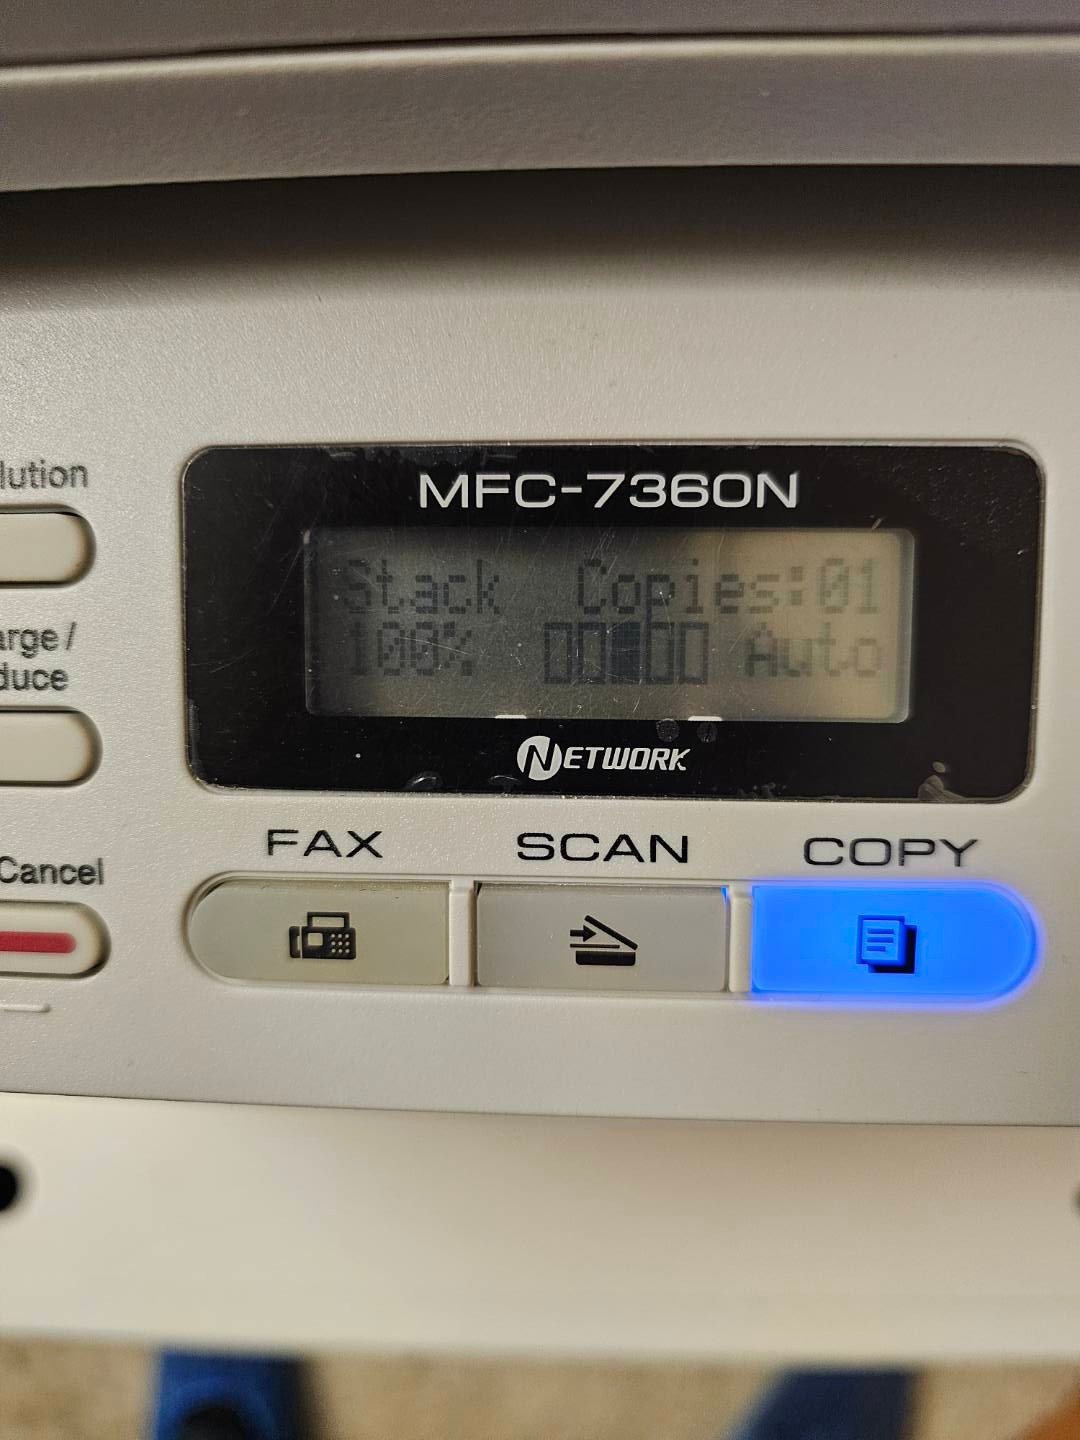 lution
MFC-7360N
Stack Copies:01
100% Auto
arge /
duce
NETWORK
FAX SCAN COPY
Cancel